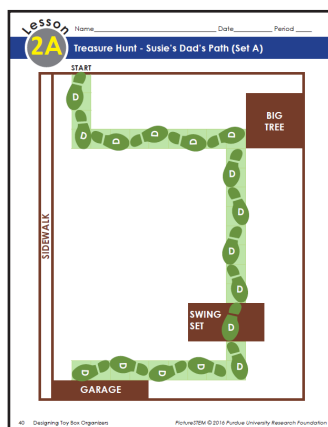 Lesson
2A
Name Date Period
Treasure Hunt - Susie's Dad's Path (Set A)
START
D
D
D
D
D
D
BIG
TREE
D
D
D
D
SIDEWALK
SWING
SET
D
D
D
D
D
D
GARAGE
40 Designing Toy Box Organizers
PictureSTEM © 2016 Purdue University Research Foundation